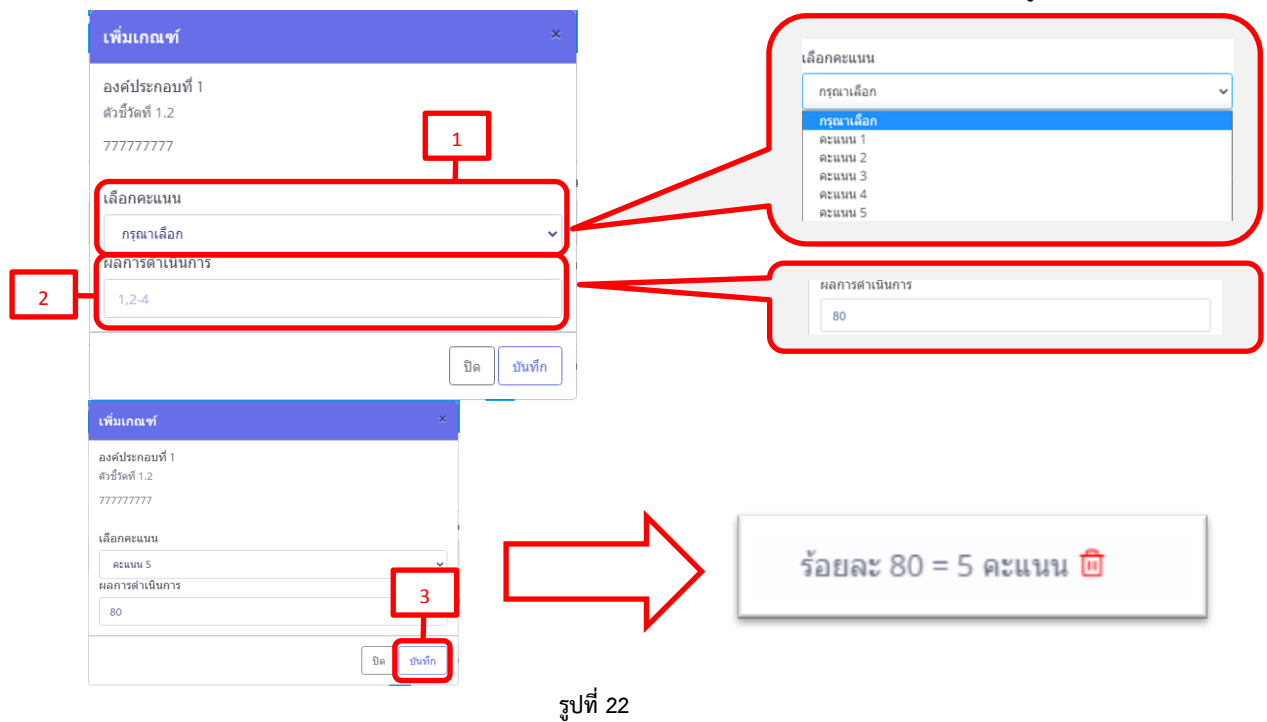 เพิ่มเกณฑ์ ×
องค์ประกอบที่ 1
ตัวชี้วัดที่ 1.2
777777777
1
เลือกคะแนน
กรุณาเลือก
ผลการดำเนินการ
2
1,2-4
ปิด บันทึก
เลือกคะแนน
กรุณาเลือก
กรุณาเลือก
คะแนน 1
คะแนน 2
คะแนน 3
คะแนน 4
คะแนน 5
ผลการดำเนินการ
80
เพิ่มเกณฑ์ ×
องค์ประกอบที่ 1
ตัวชี้วัดที่ 1.2
777777777
เลือกคะแนน
คะแนน 5
ผลการดำเนินการ
80
3
ปิด บันทึก
ร้อยละ 80 = 5 คะแนน
รูปที่ 22